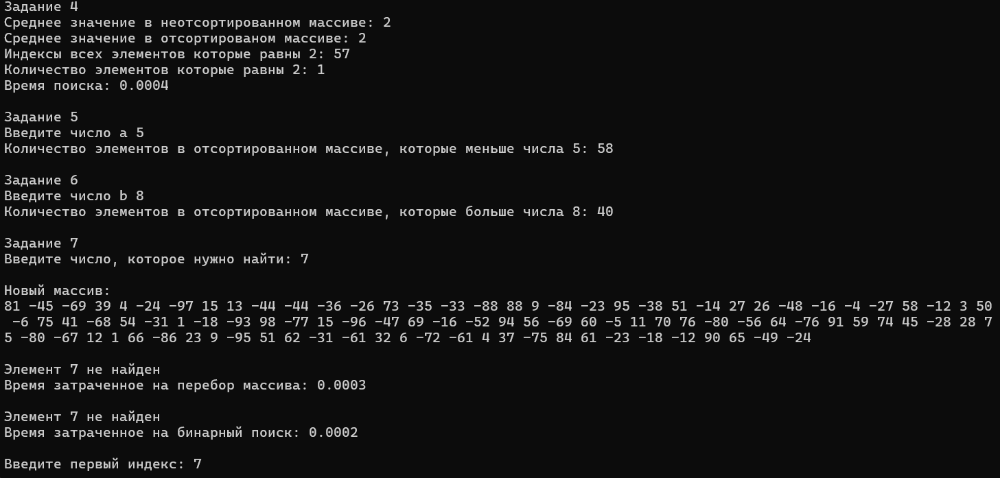 Задание 4
Среднее значение в неотсортированном массиве: 2
Среднее значение в отсортированом массиве: 2
Индексы всех элементов которые равны 2: 57
Количество элементов которые равны 2: 1
Время поиска: 0.0004
Задание 5
Введите число a 5
Количество элементов в отсортированном массиве, которые меньше числа 5: 58
Задание 6
Введите число b 8
Количество элементов в отсортированном массиве, которые больше числа 8: 40
Задание 7
Введите число, которое нужно найти: 7
Новый массив:
81 -45 -69 39 4 -24 -97 15 13 -44 -44 -36 -26 73 -35 -33 -88 88 9 -84 -23 95 -38 51 -14 27 26 -48 -16 -4 -27 58 -12 3 50
-6 75 41 -68 54 -31 1 -18 -93 98 -77 15 -96 -47 69 -16 -52 94 56 -69 60 -5 11 70 76 -80 -56 64 -76 91 59 74 45 -28 28 7
5 -80 -67 12 1 66 -86 23 9 -95 51 62 -31 -61 32 6 -72 -61 4 37 -75 84 61 -23 -18 -12 90 65 -49 -24
Элемент 7 не найден
Время затраченное на перебор массива: 0.0003
Элемент 7 не найден
Время затраченное на бинарный поиск: 0.0002
Введите первый индекс: 7